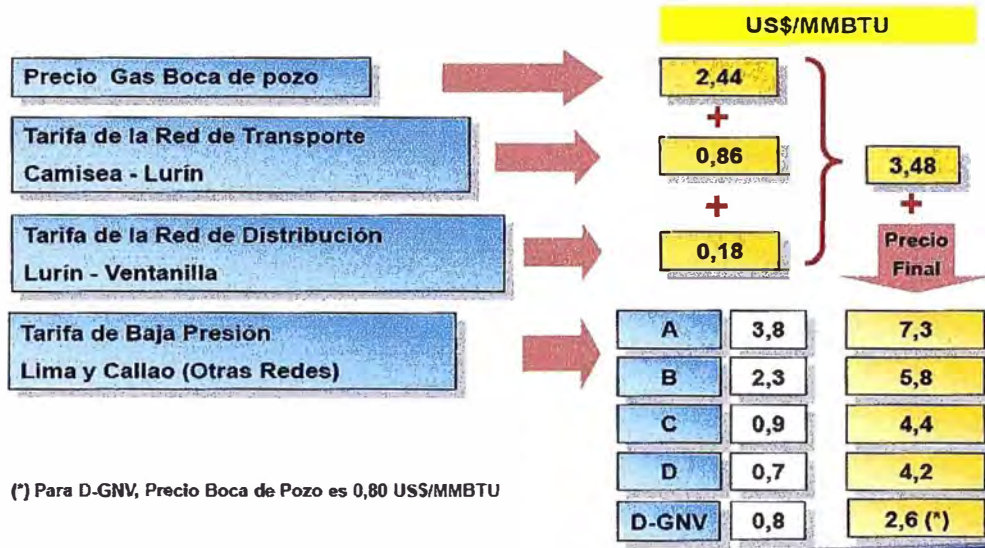 US$/MMBTU
Precio Gas Boca de pozo
2,44
+
Tarifa de la Red de Transporte
Camisea - Lurín
0,86
3,48
+
+
Tarifa de la Red de Distribución
Lurín - Ventanilla
0,18
Precio
Final
Tarifa de Baja Presión
Lima y Callao (Otras Redes)
A 3,8 7,3
B 2,3 5,8
C 0,9 4,4
D 0,7 4,2
D-GNV 0,8 2,6 (*)
(*) Para D-GNV, Precio Boca de Pozo es 0,80 US$/MMBTU